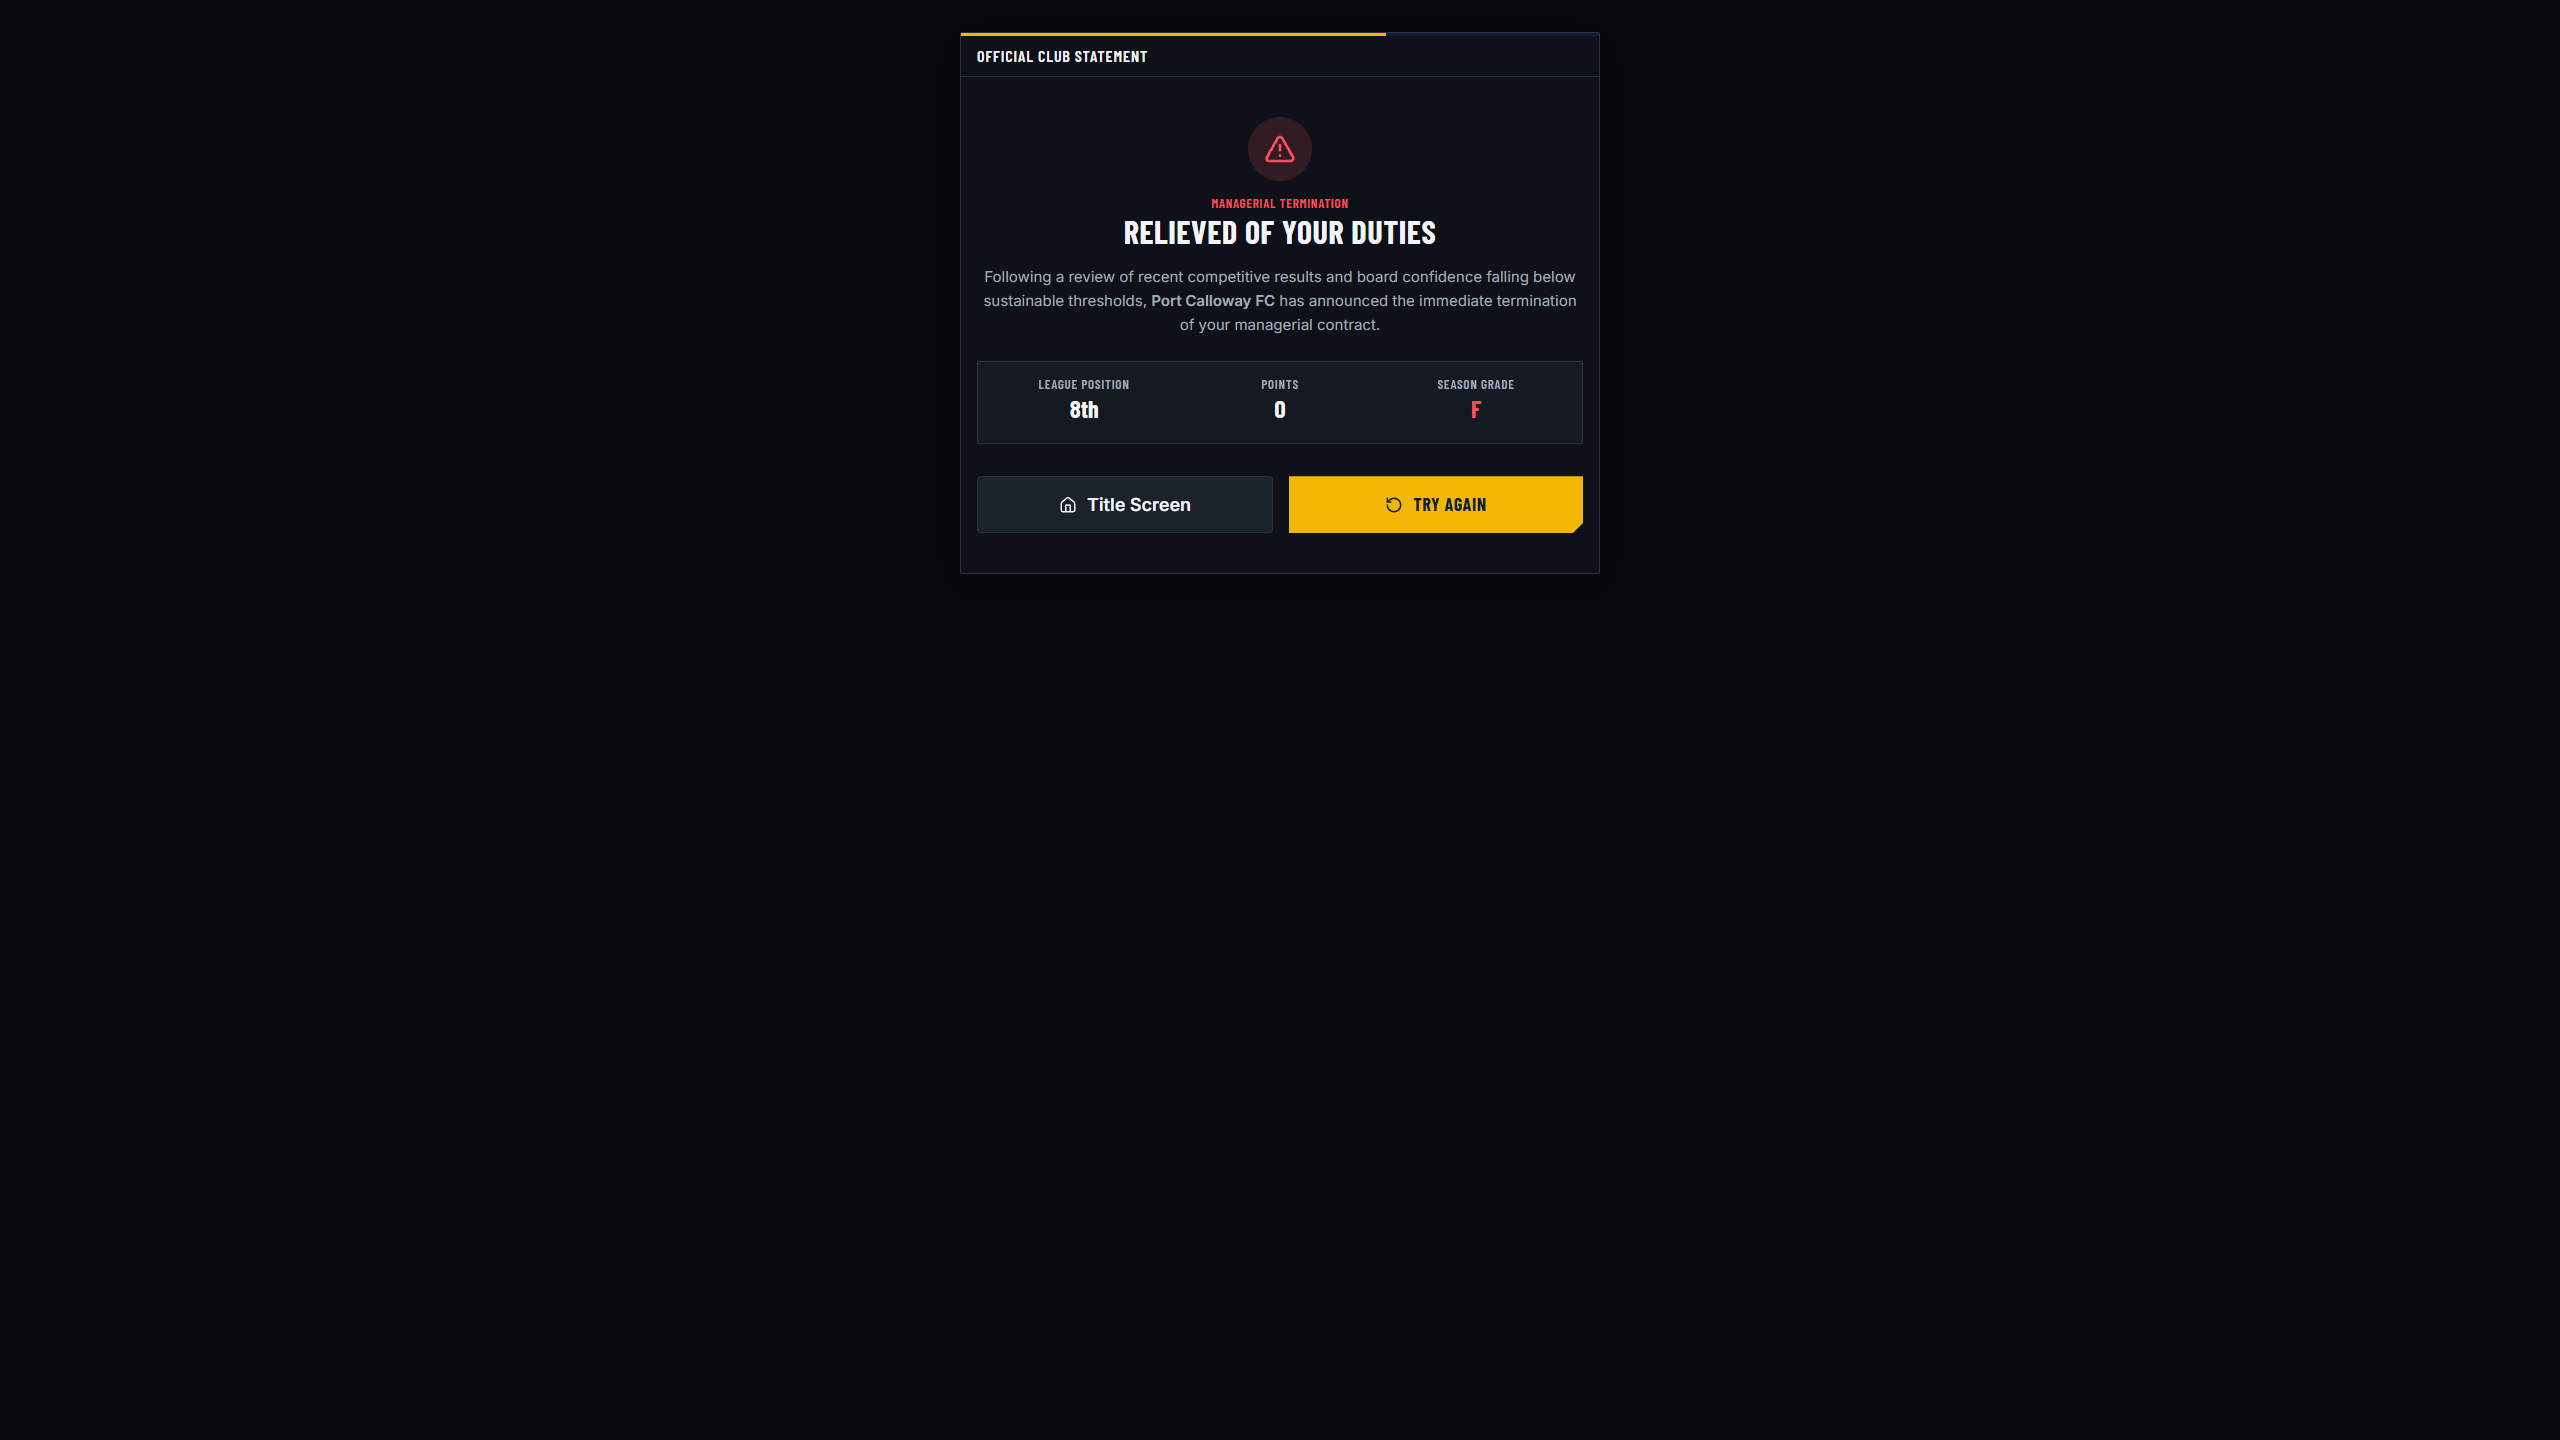 OFFICIAL CLUB STATEMENT
MANAGERIAL TERMINATION
RELIEVED OF YOUR DUTIES
Following a review of recent competitive results and board confidence falling below
sustainable thresholds, Port Calloway FC has announced the immediate termination
of your managerial contract.
LEAGUE POSITION POINTS SEASON GRADE
8th 0 F
Title Screen TRY AGAIN